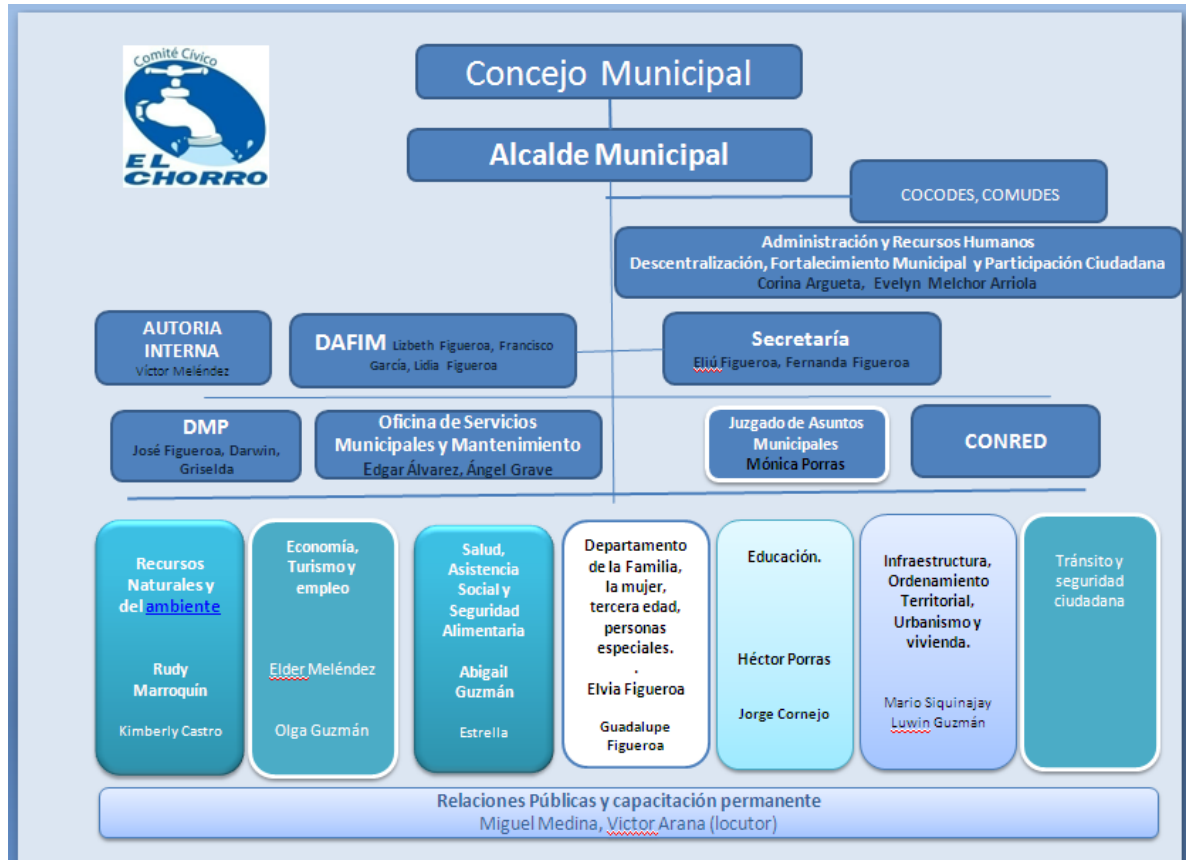 Comité Cívico
EL
CHORRO
Concejo Municipal
Alcalde Municipal
COCODES, COMUDES
Administración y Recursos Humanos
Descentralización, Fortalecimiento Municipal y Participación Ciudadana
Corina Argueta, Evelyn Melchor Arriola
AUTORIA
INTERNA
Víctor Meléndez
DAFIM Lizbeth Figueroa, Francisco
García, Lidia Figueroa
Secretaría
Eliú Figueroa, Fernanda Figueroa
DMP
José Figueroa, Darwin,
Griselda
Oficina de Servicios
Municipales y Mantenimiento
Edgar Álvarez, Ángel Grave
Juzgado de Asuntos
Municipales
Mónica Porras
CONRED
Recursos
Naturales y
del ambiente
Rudy
Marroquín
Kimberly Castro
Economía,
Turismo y
empleo
Elder Meléndez
Olga Guzmán
Salud,
Asistencia
Social y
Seguridad
Alimentaria
Abigail
Guzmán
Estrella
Departamento
de la Familia,
la mujer,
tercera edad,
personas
especiales.
.
Elvia Figueroa
Guadalupe
Figueroa
Educación.
Héctor Porras
Jorge Cornejo
Infraestructura,
Ordenamiento
Territorial,
Urbanismo y
vivienda.
Mario Siquinajay
Luwin Guzmán
Tránsito y
seguridad
ciudadana
Relaciones Públicas y capacitación permanente
Miguel Medina, Victor Arana (locutor)